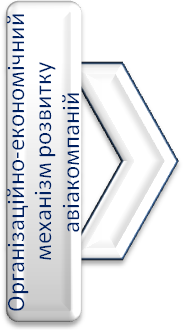 Організаційно-економічний
механізм розвитку
авіакомпаній